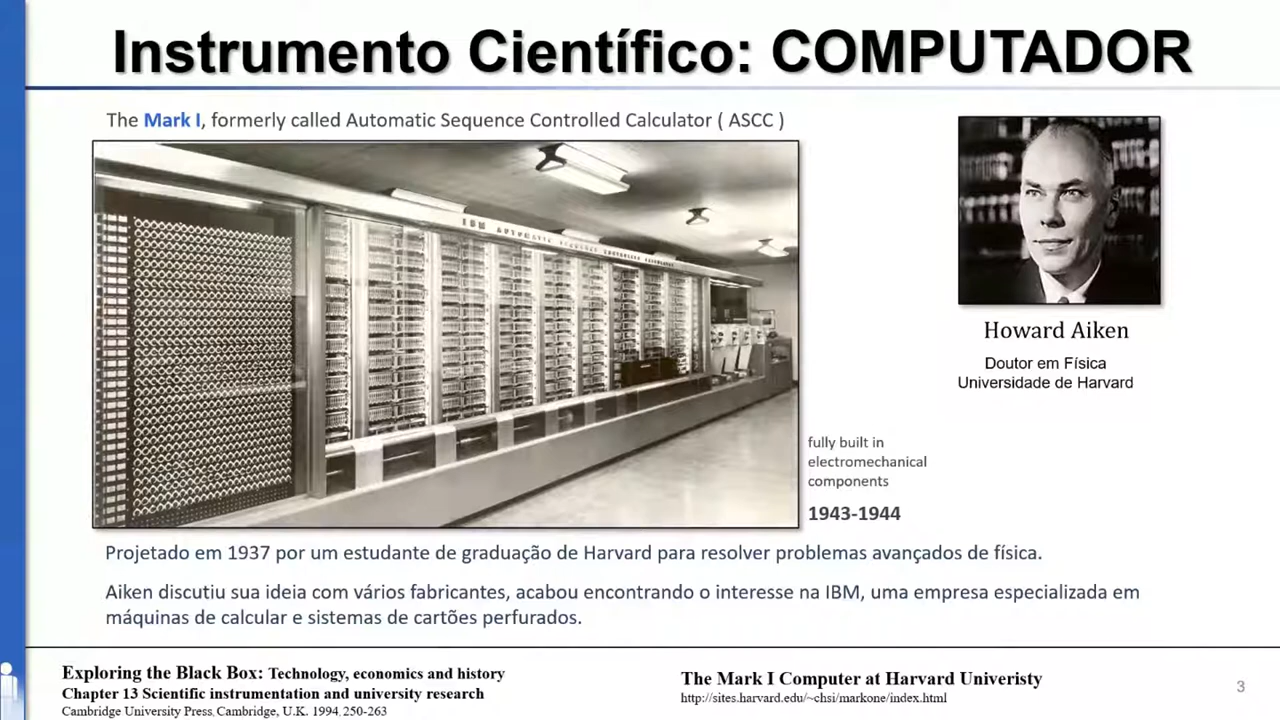 Instrumento Científico: COMPUTADOR
The Mark I, formerly called Automatic Sequence Controlled Calculator ( ASCC )
IBM AUTOMATIC SEQUENCE CONTROLLED CALCULATOR
Howard Aiken
Doutor em Física
Universidade de Harvard
fully built in
electromechanical
components
1943-1944
Projetado em 1937 por um estudante de graduação de Harvard para resolver problemas avançados de física.
Aiken discutiu sua ideia com vários fabricantes, acabou encontrando o interesse na IBM, uma empresa especializada em
máquinas de calcular e sistemas de cartões perfurados.
Exploring the Black Box: Technology, economics and history
Chapter 13 Scientific instrumentation and university research
Cambridge University Press, Cambridge, U.K. 1994, 250-263
The Mark I Computer at Harvard Univeristy
http://sites.harvard.edu/~chsi/markone/index.html
3